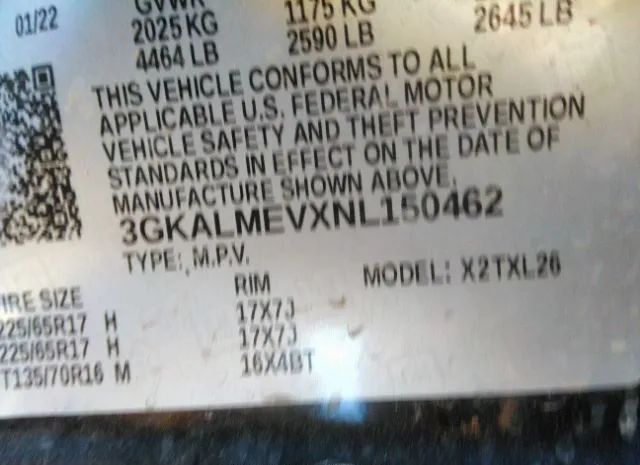 01/22
GVWR 1175 KG
2025 KG 2590 LB 2645 LB
4464 LB
THIS VEHICLE CONFORMS TO ALL
APPLICABLE U.S. FEDERAL MOTOR
VEHICLE SAFETY AND THEFT PREVENTION
STANDARDS IN EFFECT ON THE DATE OF
MANUFACTURE SHOWN ABOVE.
3GKALMEVXNL150462
TYPE: M.P.V. MODEL: X2TXL26
IRE SIZE RIM
225/65R17 H 17X7J
225/65R17 H 17X7J
T135/70R16 M 16X4BT